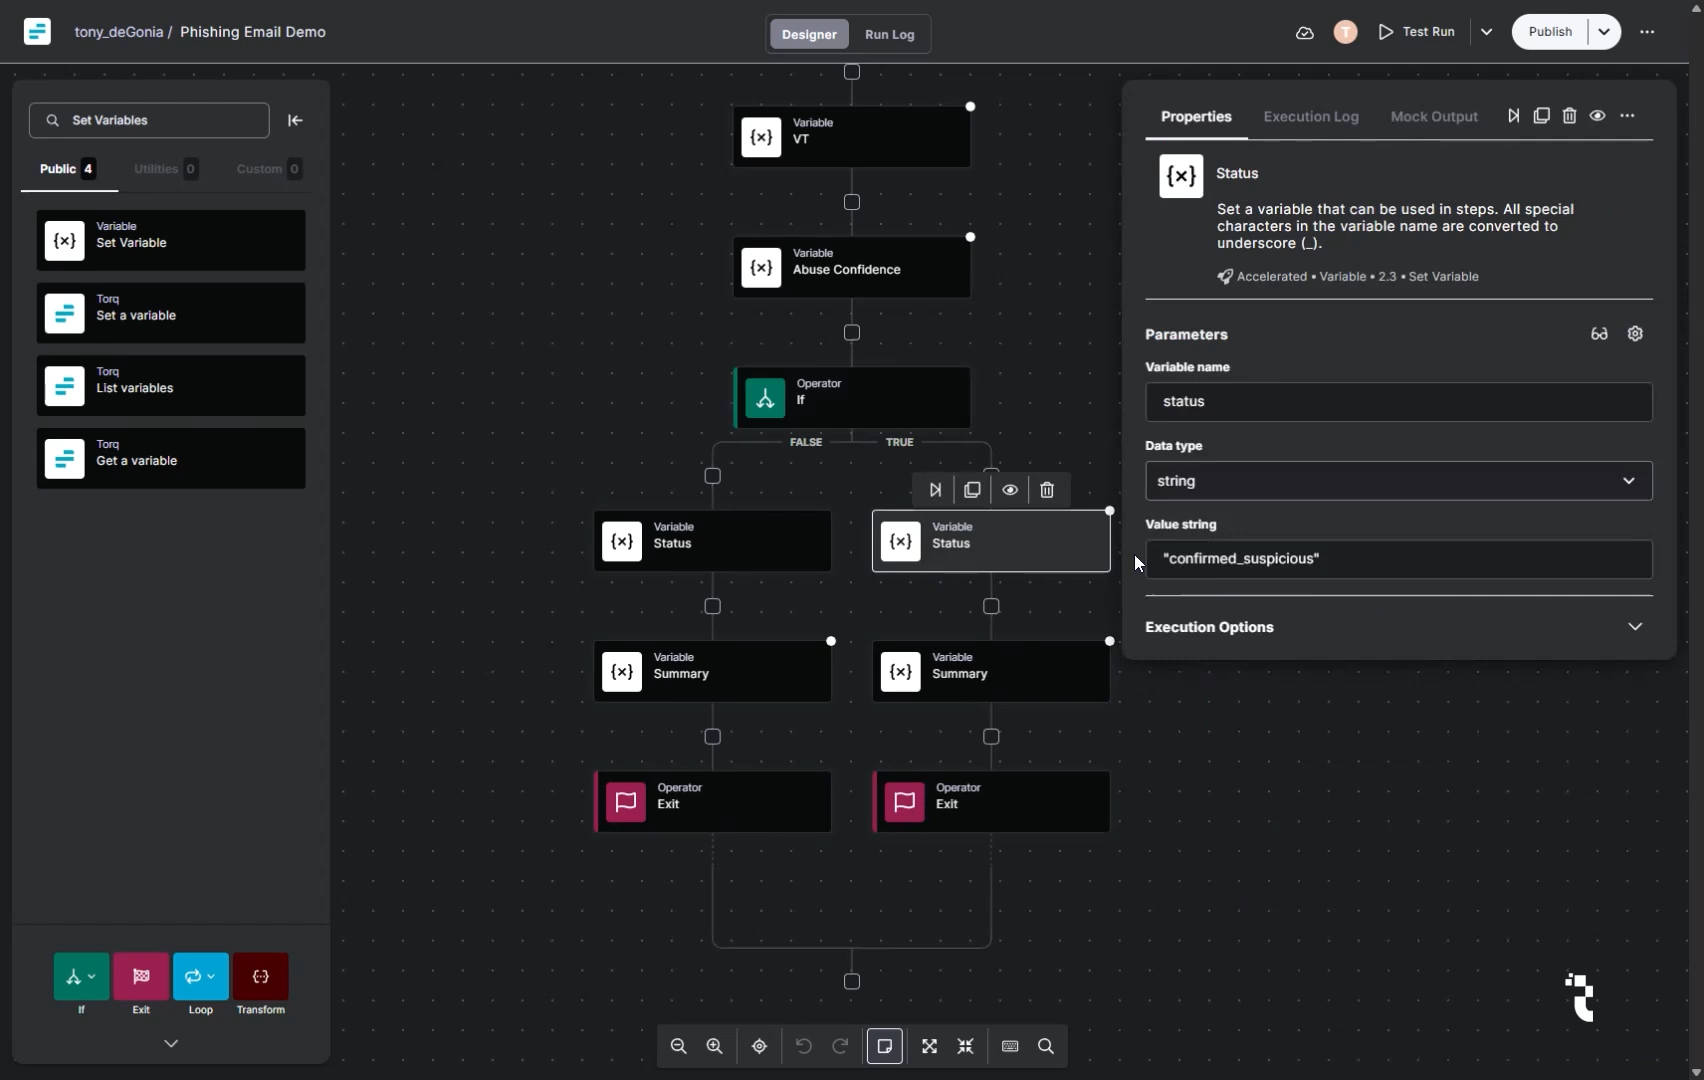 tony_deGonia / Phishing Email Demo
Designer
Run Log
T
Test Run
Publish
Set Variables
Public 4
Utilities 0
Custom 0
Variable
Set Variable
Torq
Set a variable
Torq
List variables
Torq
Get a variable
If
Exit
Loop
Transform
Variable
VT
Variable
Abuse Confidence
Operator
If
FALSE
TRUE
Variable
Status
Variable
Status
Variable
Summary
Variable
Summary
Operator
Exit
Operator
Exit
Properties
Execution Log
Mock Output
Status
Set a variable that can be used in steps. All special
characters in the variable name are converted to
underscore (_).
Accelerated • Variable • 2.3 • Set Variable
Parameters
Variable name
status
Data type
string
Value string
"confirmed_suspicious"
Execution Options